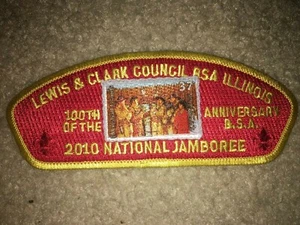 LEWIS & CLARK COUNCIL BSA ILLINOIS
100TH ANNIVERSARY
OF THE B.S.A.
2010 NATIONAL JAMBOREE